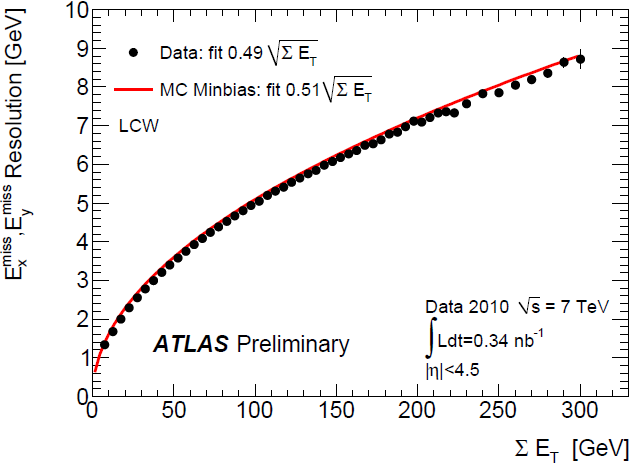 E_x^miss, E_y^miss Resolution [GeV]
10
9
8
7
6
5
4
3
2
1
0
Data: fit 0.49 √Σ E_T
MC Minbias: fit 0.51 √Σ E_T
LCW
ATLAS Preliminary
Data 2010 √s = 7 TeV
∫Ldt=0.34 nb⁻¹
|η|<4.5
0 50 100 150 200 250 300
Σ E_T [GeV]